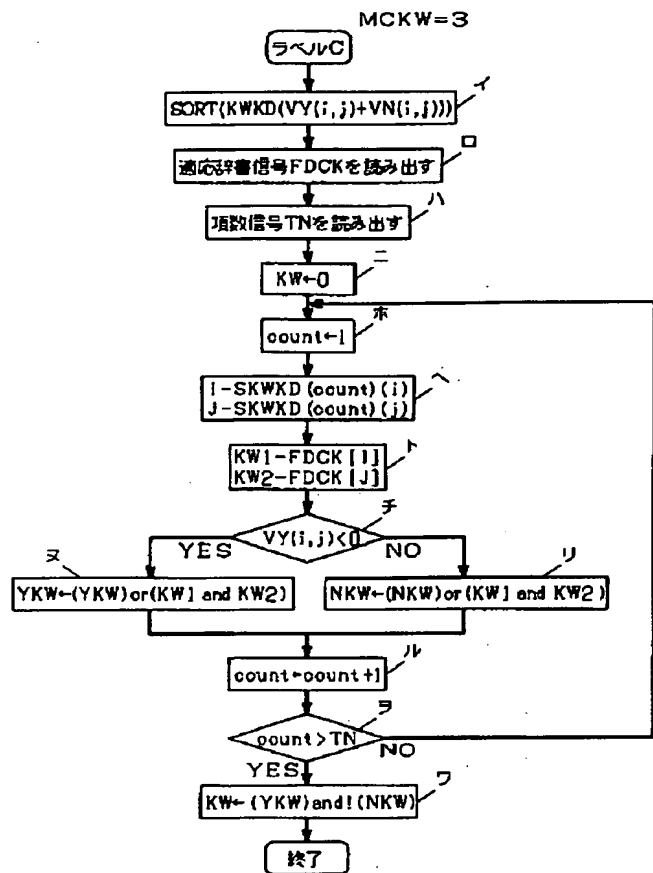 MCKW=3
ラベルC
イ
SORT(KWKD(VY(i,j)+VN(i,j)))
ロ
適応辞書信号FDCKを読み出す
ハ
項数信号TNを読み出す
ニ
KW←0
ホ
count←1
ヘ
I-SKWKD(count)(i)
J-SKWKD(count)(j)
ト
KW1-FDCK[I]
KW2-FDCK[J]
チ
VY(i,j)<0
YES
NO
ヌ
リ
YKW←(YKW)or(KW1 and KW2)
NKW←(NKW)or(KW1 and KW2)
ル
count←count+1
ヲ
count>TN
NO
YES
ワ
KW←(YKW)and!(NKW)
終了